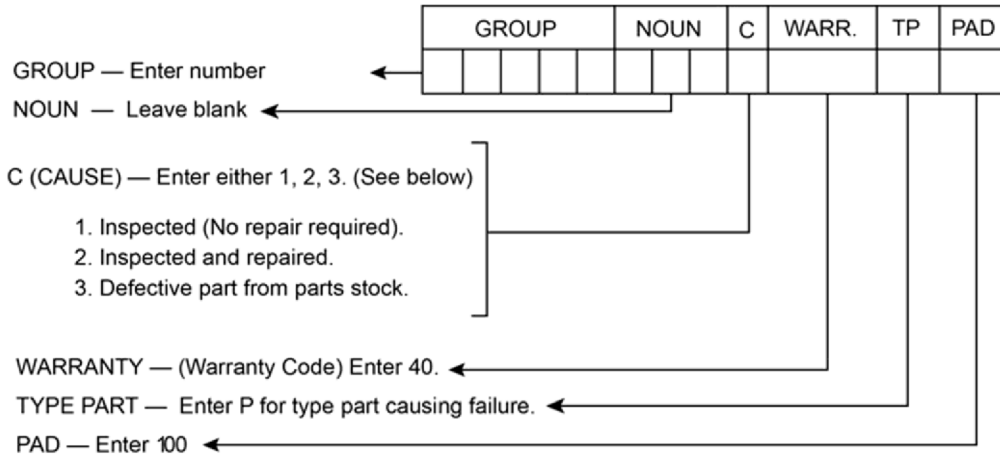 GROUP NOUN C WARR. TP PAD
GROUP — Enter number
NOUN — Leave blank
C (CAUSE) — Enter either 1, 2, 3. (See below)
1. Inspected (No repair required).
2. Inspected and repaired.
3. Defective part from parts stock.
WARRANTY — (Warranty Code) Enter 40.
TYPE PART — Enter P for type part causing failure.
PAD — Enter 100